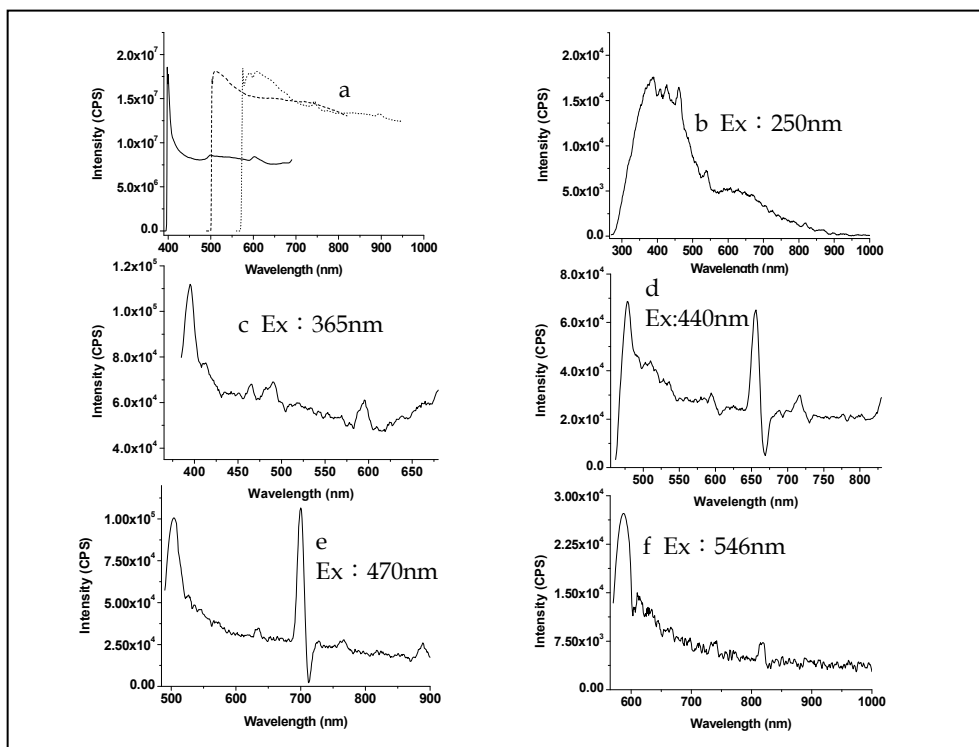 a
2.0x10⁷
1.5x10⁷
1.0x10⁷
5.0x10⁶
0.0
Intensity (CPS)
400 500 600 700 800 900 1000
Wavelength (nm)
b Ex：250nm
2.0x10⁴
1.5x10⁴
1.0x10⁴
5.0x10³
0.0
Intensity (CPS)
300 400 500 600 700 800 900 1000
Wavelength (nm)
c Ex：365nm
1.2x10⁵
1.0x10⁵
8.0x10⁴
6.0x10⁴
4.0x10⁴
Intensity (CPS)
400 450 500 550 600 650
Wavelength (nm)
d
Ex:440nm
8.0x10⁴
6.0x10⁴
4.0x10⁴
2.0x10⁴
0.0
Intensity (CPS)
500 550 600 650 700 750 800
Wavelength (nm)
e
Ex：470nm
1.00x10⁵
7.50x10⁴
5.00x10⁴
2.50x10⁴
0.00
Intensity (CPS)
500 600 700 800 900
Wavelength (nm)
f Ex：546nm
3.00x10⁴
2.25x10⁴
1.50x10⁴
7.50x10³
0.00
Intensity (CPS)
600 700 800 900 1000
Wavelength (nm)